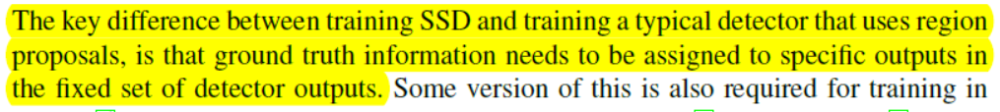 The key difference between training SSD and training a typical detector that uses region
proposals, is that ground truth information needs to be assigned to specific outputs in
the fixed set of detector outputs. Some version of this is also required for training in